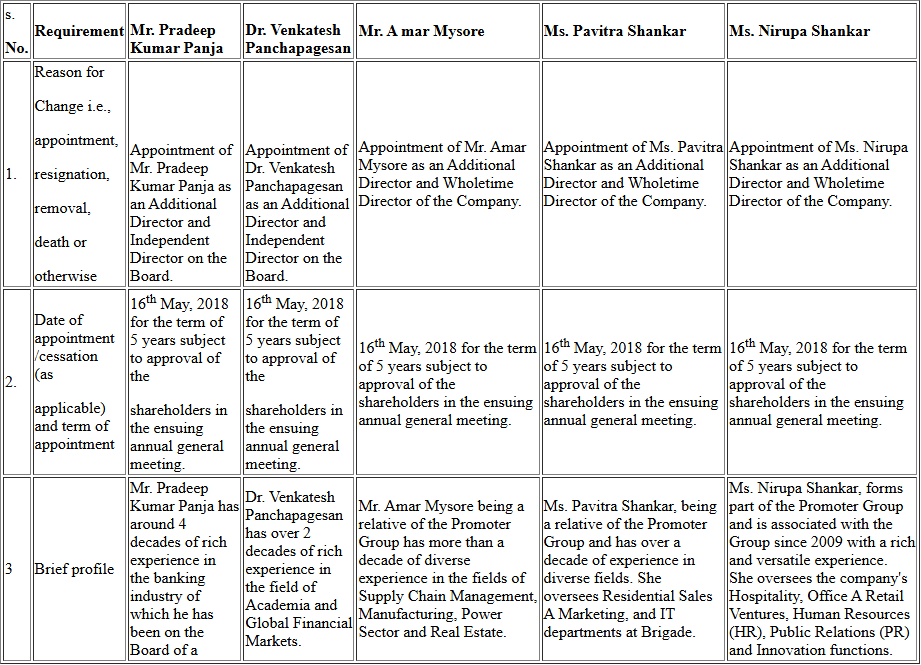 s.
No.
Requirement
Mr. Pradeep
Kumar Panja
Dr. Venkatesh
Panchapagesan
Mr. A mar Mysore
Ms. Pavitra Shankar
Ms. Nirupa Shankar
1.
Reason for
Change i.e.,
appointment,
resignation,
removal,
death or
otherwise
Appointment of
Mr. Pradeep
Kumar Panja as
an Additional
Director and
Independent
Director on the
Board.
Appointment of
Dr. Venkatesh
Panchapagesan
as an Additional
Director and
Independent
Director on the
Board.
Appointment of Mr. Amar
Mysore as an Additional
Director and Wholetime
Director of the Company.
Appointment of Ms. Pavitra
Shankar as an Additional
Director and Wholetime
Director of the Company.
Appointment of Ms. Nirupa
Shankar as an Additional
Director and Wholetime
Director of the Company.
2.
Date of
appointment
/cessation
(as
applicable)
and term of
appointment
16th May, 2018
for the term of
5 years subject
to approval of
the
shareholders in
the ensuing
annual general
meeting.
16th May, 2018
for the term of
5 years subject
to approval of
the
shareholders in
the ensuing
annual general
meeting.
16th May, 2018 for the term
of 5 years subject to
approval of the
shareholders in the ensuing
annual general meeting.
16th May, 2018 for the term
of 5 years subject to
approval of the
shareholders in the ensuing
annual general meeting.
16th May, 2018 for the term
of 5 years subject to
approval of the
shareholders in the ensuing
annual general meeting.
3
Brief profile
Mr. Pradeep
Kumar Panja has
around 4
decades of rich
experience in
the banking
industry of
which he has
been on the
Board of a
Dr. Venkatesh
Panchapagesan
has over 2
decades of rich
experience in
the field of
Academia and
Global Financial
Markets.
Mr. Amar Mysore being a
relative of the Promoter
Group has more than a
decade of diverse
experience in the fields of
Supply Chain Management,
Manufacturing, Power
Sector and Real Estate.
Ms. Pavitra Shankar, being
a relative of the Promoter
Group and has over a
decade of experience in
diverse fields. She
oversees Residential Sales
A Marketing, and IT
departments at Brigade.
Ms. Nirupa Shankar, forms
part of the Promoter Group
and is associated with the
Group since 2009 with a rich
and versatile experience.
She oversees the company's
Hospitality, Office A Retail
Ventures, Human Resources
(HR), Public Relations (PR)
and Innovation functions.